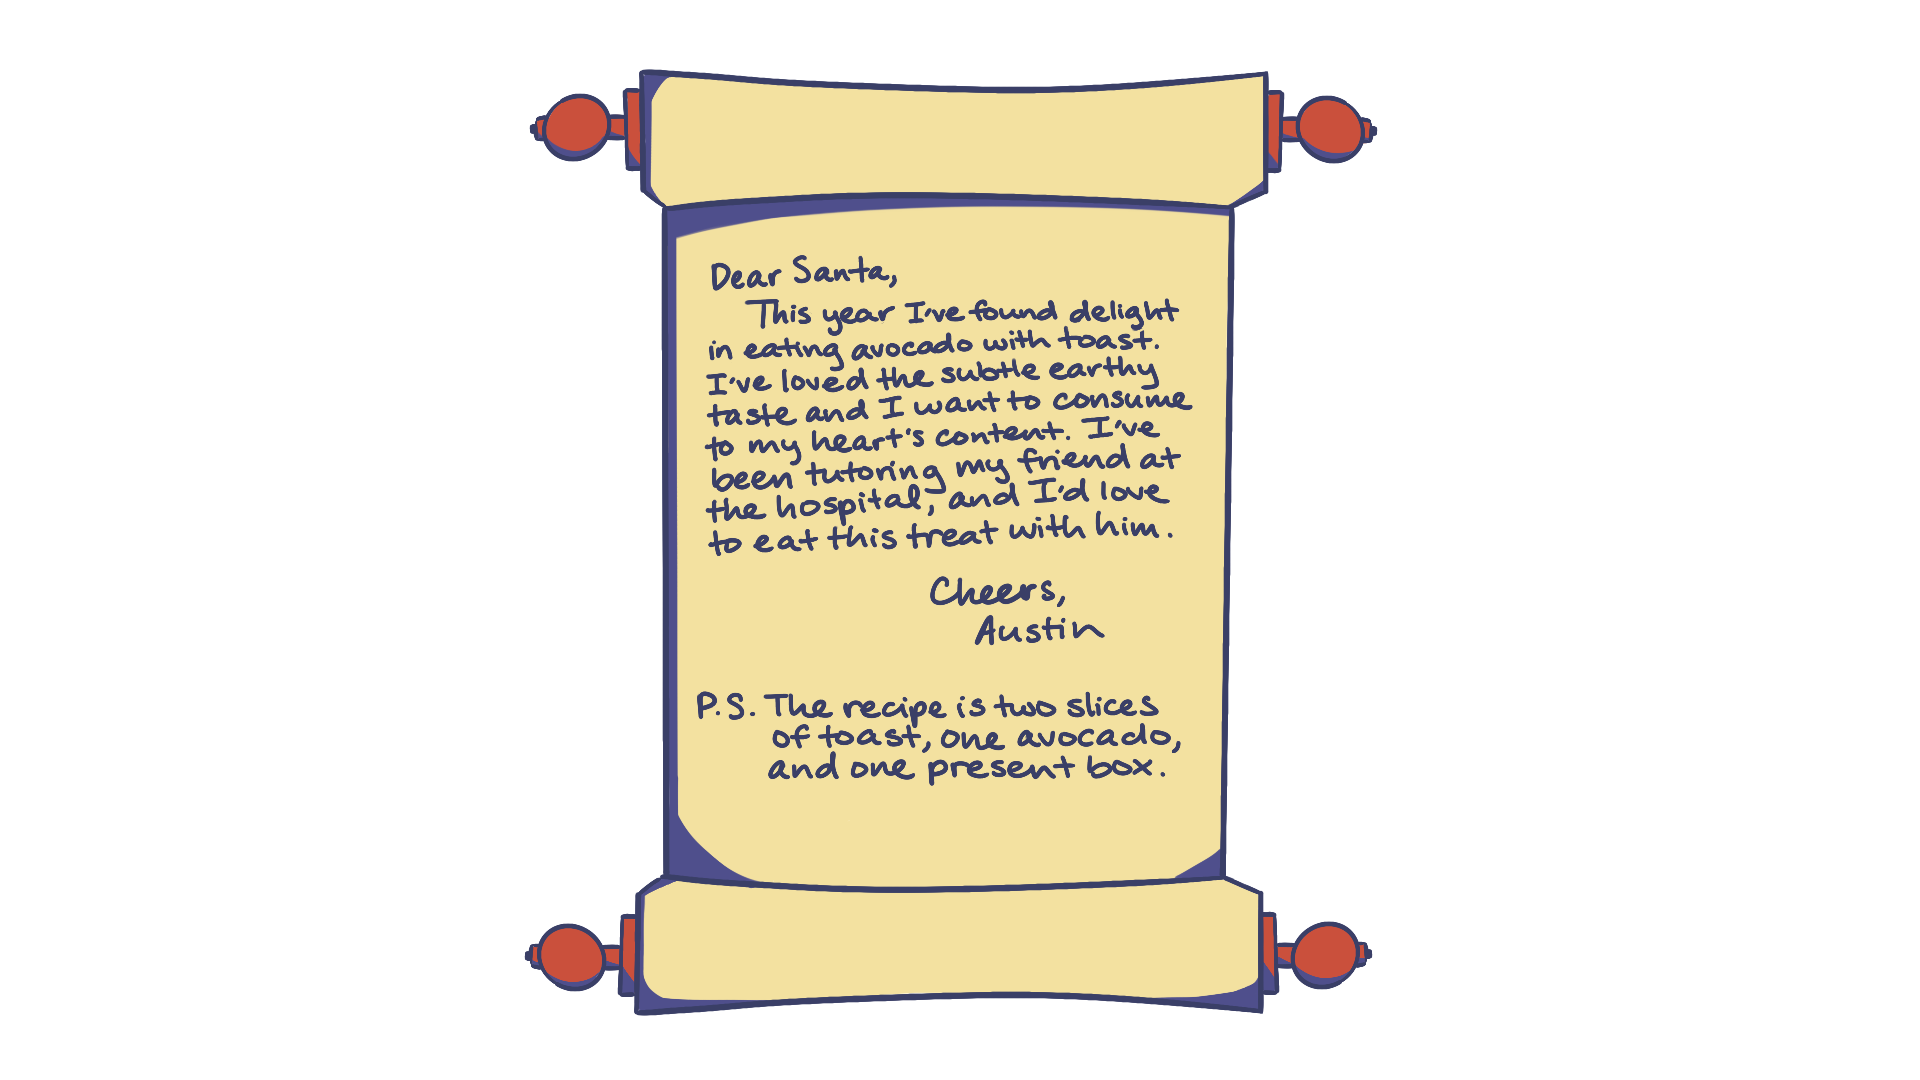 Dear Santa,
This year I've found delight
in eating avocado with toast.
I've loved the subtle earthy
taste and I want to consume
to my heart's content. I've
been tutoring my friend at
the hospital, and I'd love
to eat this treat with him.
Cheers,
Austin
P.S. The recipe is two slices
of toast, one avocado,
and one present box.